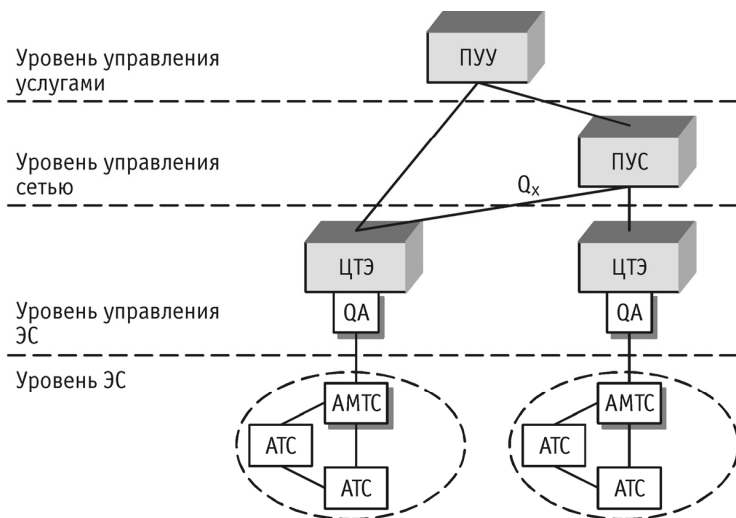 ПУУ
Уровень управления
услугами
ПУС
Уровень управления
сетью
Qx
ЦТЭ
ЦТЭ
QA
QA
Уровень управления
ЭС
Уровень ЭС
АМТС
АМТС
АТС
АТС
АТС
АТС